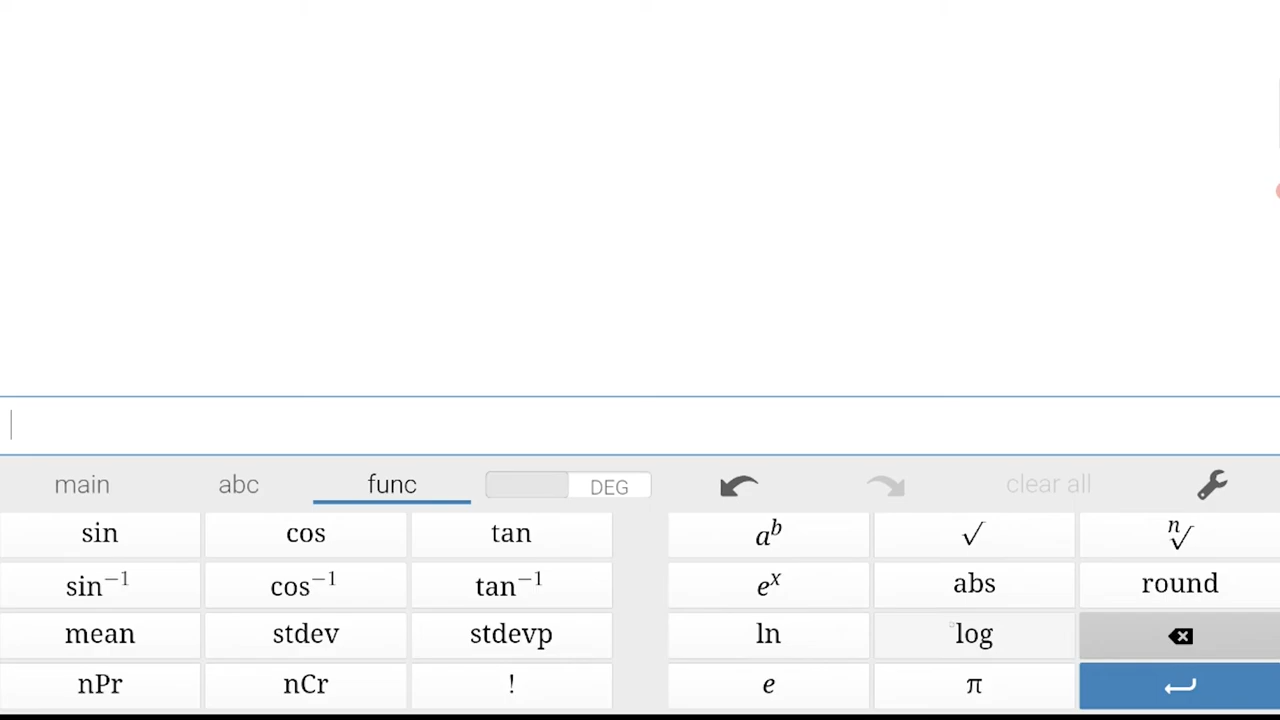 main abc func DEG clear all
sin cos tan a^b √ ⁿ√
sin⁻¹ cos⁻¹ tan⁻¹ eˣ abs round
mean stdev stdevp ln log
nPr nCr ! e π